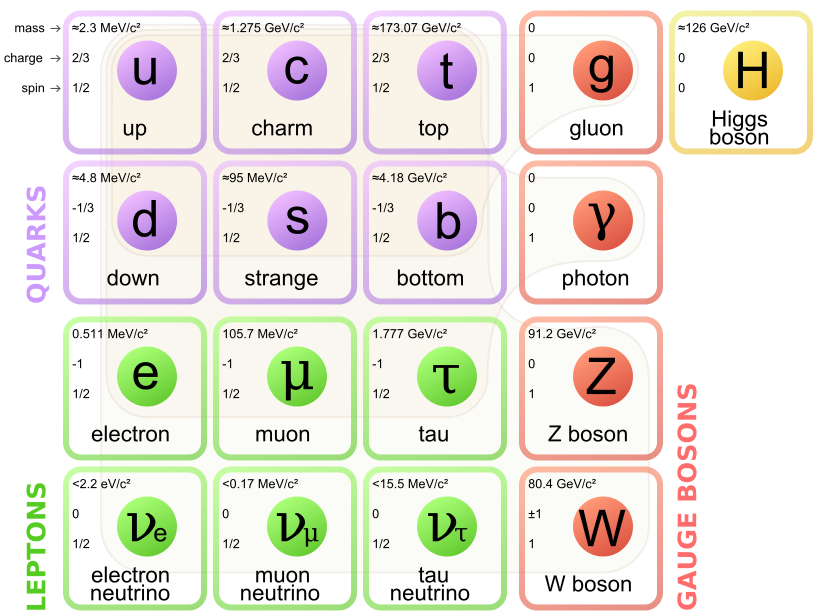 mass → ≈2.3 MeV/c²
charge → 2/3
spin → 1/2
u
up
≈1.275 GeV/c²
2/3
1/2
c
charm
≈173.07 GeV/c²
2/3
1/2
t
top
0
0
1
g
gluon
≈126 GeV/c²
0
0
H
Higgs
boson
QUARKS
≈4.8 MeV/c²
-1/3
1/2
d
down
≈95 MeV/c²
-1/3
1/2
s
strange
≈4.18 GeV/c²
-1/3
1/2
b
bottom
0
0
1
γ
photon
0.511 MeV/c²
-1
1/2
e
electron
105.7 MeV/c²
-1
1/2
μ
muon
1.777 GeV/c²
-1
1/2
τ
tau
91.2 GeV/c²
0
1
Z
Z boson
GAUGE BOSONS
LEPTONS
<2.2 eV/c²
0
1/2
νe
electron
neutrino
<0.17 MeV/c²
0
1/2
νμ
muon
neutrino
<15.5 MeV/c²
0
1/2
ντ
tau
neutrino
80.4 GeV/c²
±1
1
W
W boson